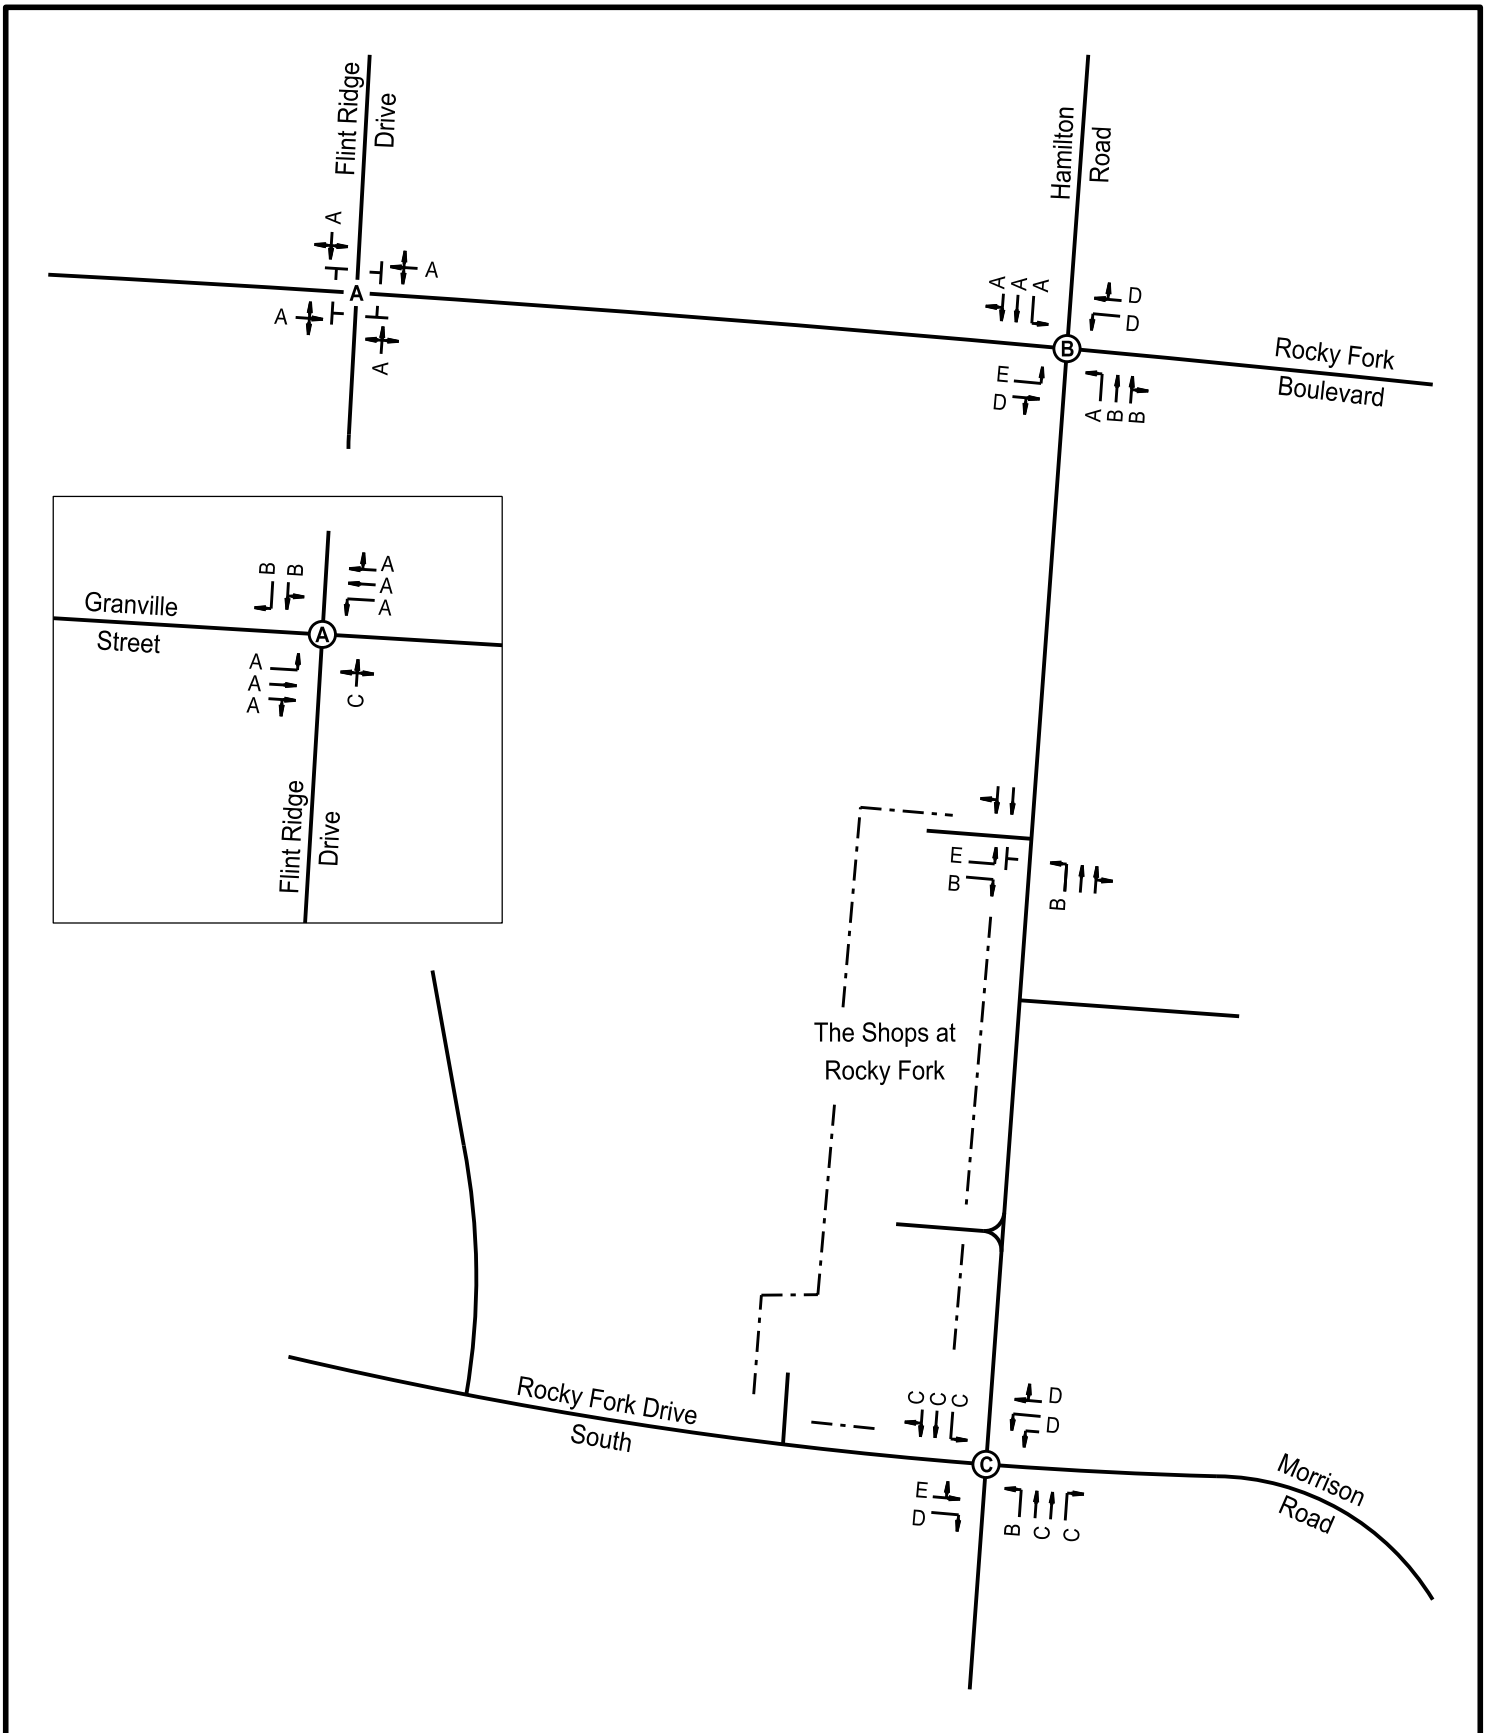 Flint Ridge
Drive
Hamilton
Road
A
A
A
A
A
A A A
D
D
B
E
D
A B B
Rocky Fork
Boulevard
B B
A
A
A
Granville
Street
A
A
A
A
C
Flint Ridge
Drive
E
B
B
The Shops at
Rocky Fork
Rocky Fork Drive
South
C C C
D
D
C
E
D
B C C
Morrison
Road